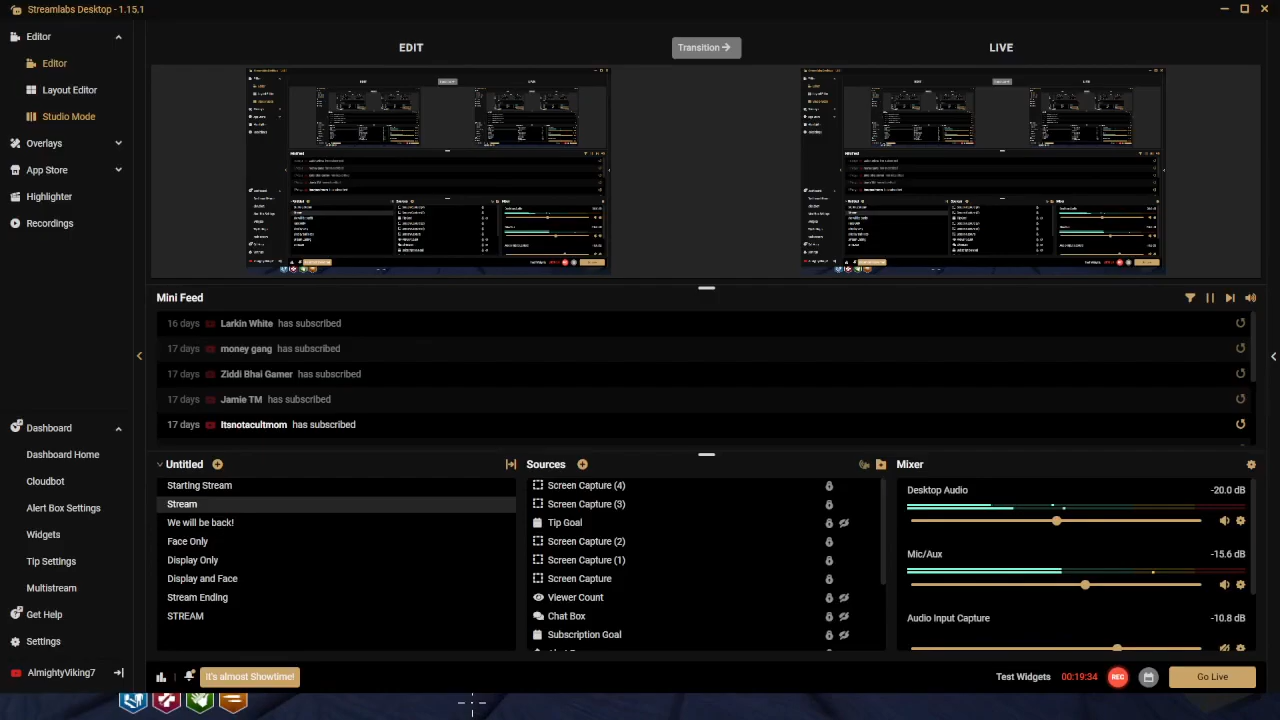 Streamlabs Desktop - 1.15.1
Editor
Editor
Layout Editor
Studio Mode
Overlays
App Store
Highlighter
Recordings
Dashboard
Dashboard Home
Cloudbot
Alert Box Settings
Widgets
Tip Settings
Multistream
Get Help
Settings
AlmightyViking7
EDIT
Transition
LIVE
Mini Feed
16 days Larkin White has subscribed
17 days money gang has subscribed
17 days Ziddi Bhai Gamer has subscribed
17 days Jamie TM has subscribed
17 days Itsnotacultmom has subscribed
Untitled
Starting Stream
Stream
We will be back!
Face Only
Display Only
Display and Face
Stream Ending
STREAM
Sources
Screen Capture (4)
Screen Capture (3)
Tip Goal
Screen Capture (2)
Screen Capture (1)
Screen Capture
Viewer Count
Chat Box
Subscription Goal
Mixer
Desktop Audio -20.0 dB
Mic/Aux -15.6 dB
Audio Input Capture -10.8 dB
It's almost Showtime!
Test Widgets 00:19:34 REC Go Live